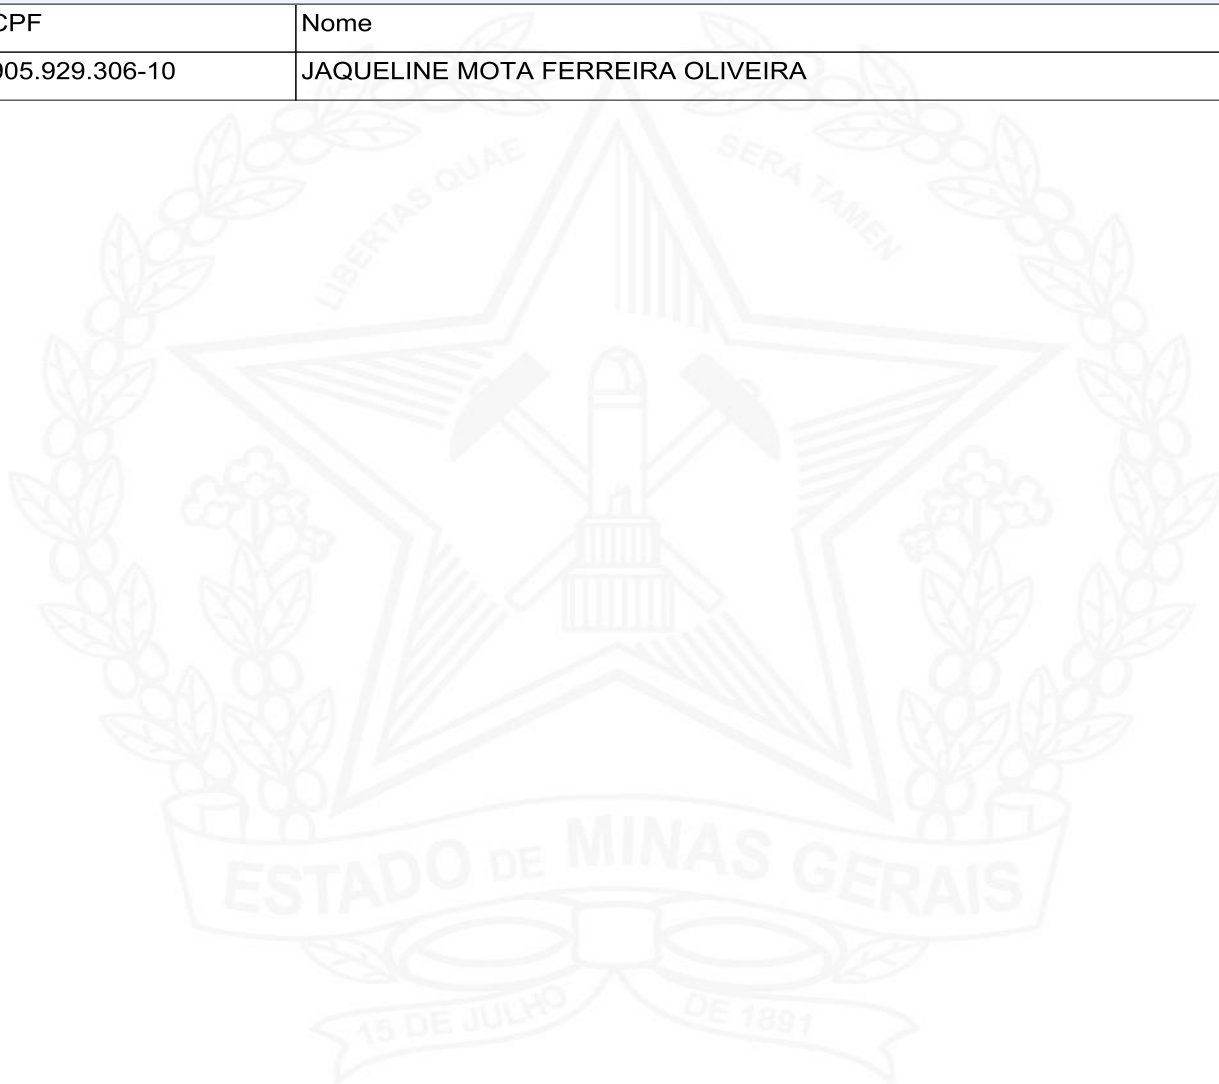 CPF Nome
905.929.306-10 JAQUELINE MOTA FERREIRA OLIVEIRA
LIBERTAS QUAE SERA TAMEN
ESTADO DE MINAS GERAIS
15 DE JULHO DE 1891